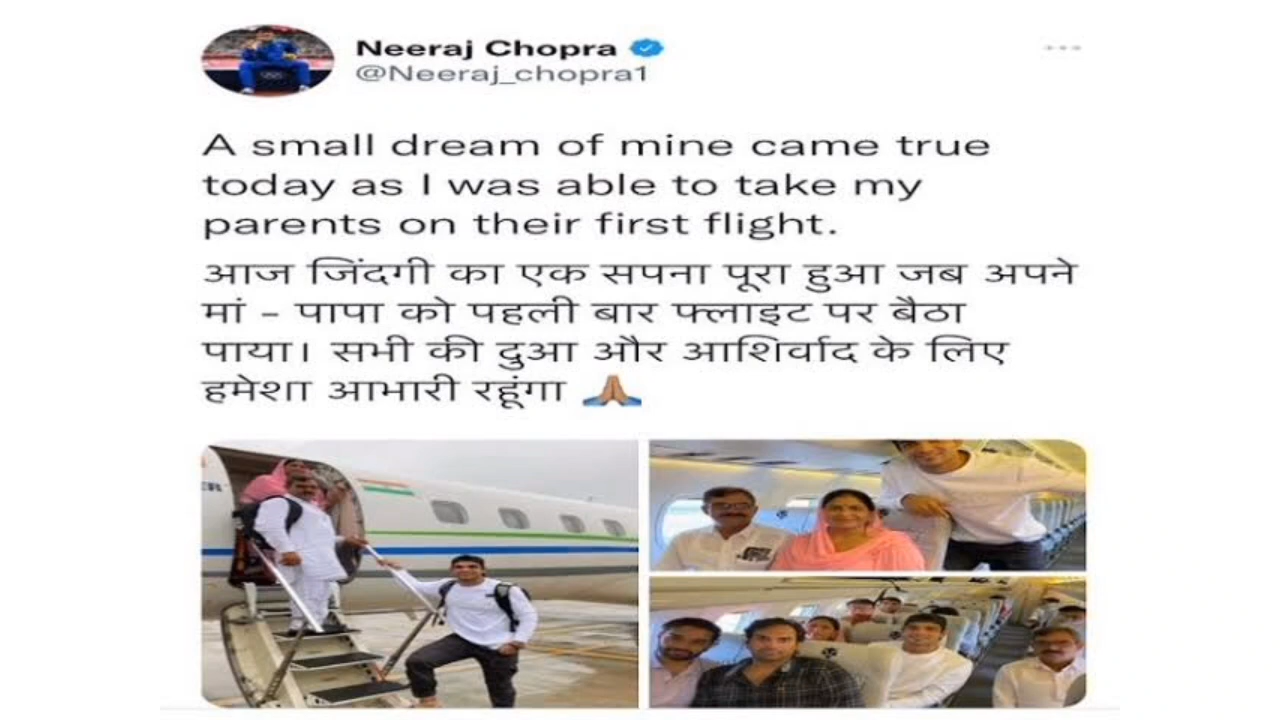 Neeraj Chopra
@Neeraj_chopra1
A small dream of mine came true
today as I was able to take my
parents on their first flight.
आज जिंदगी का एक सपना पूरा हुआ जब अपने
मां - पापा को पहली बार फ्लाइट पर बैठा
पाया। सभी की दुआ और आशिर्वाद के लिए
हमेशा आभारी रहूंगा 🙏🏽